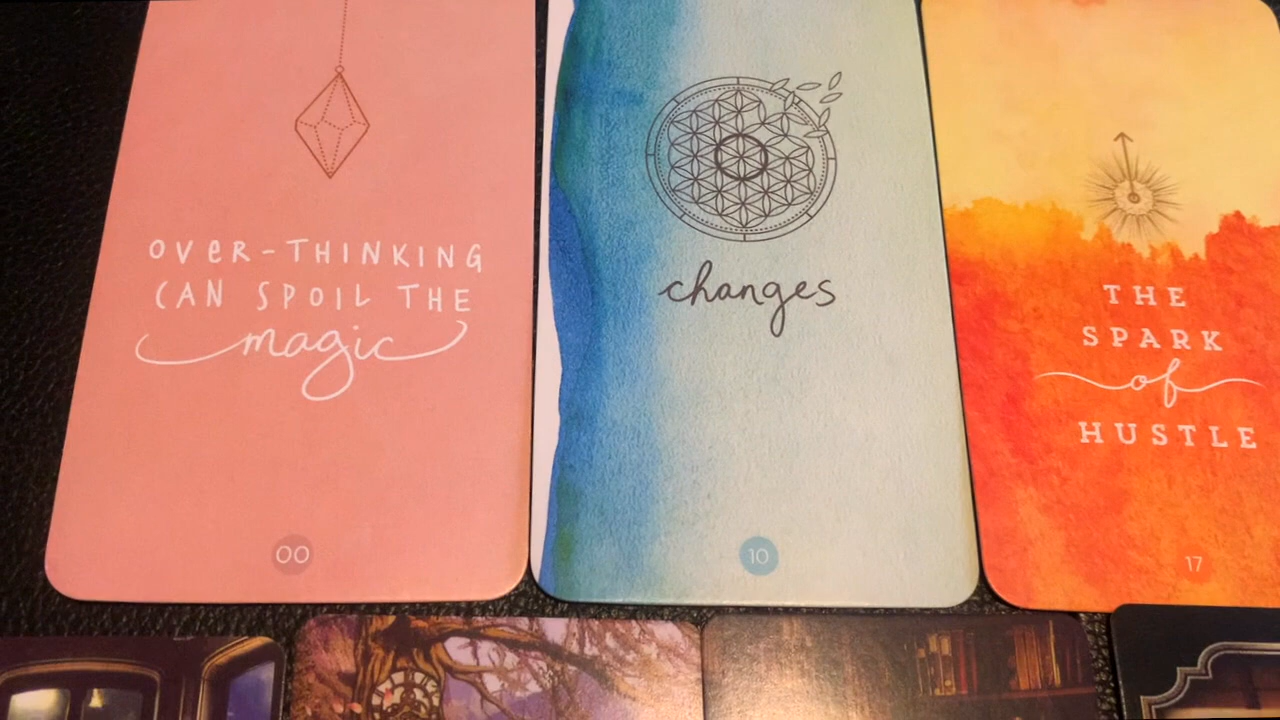 OVER-THINKING
CAN SPOIL THE
magic
00
changes
10
THE
SPARK
of
HUSTLE
17